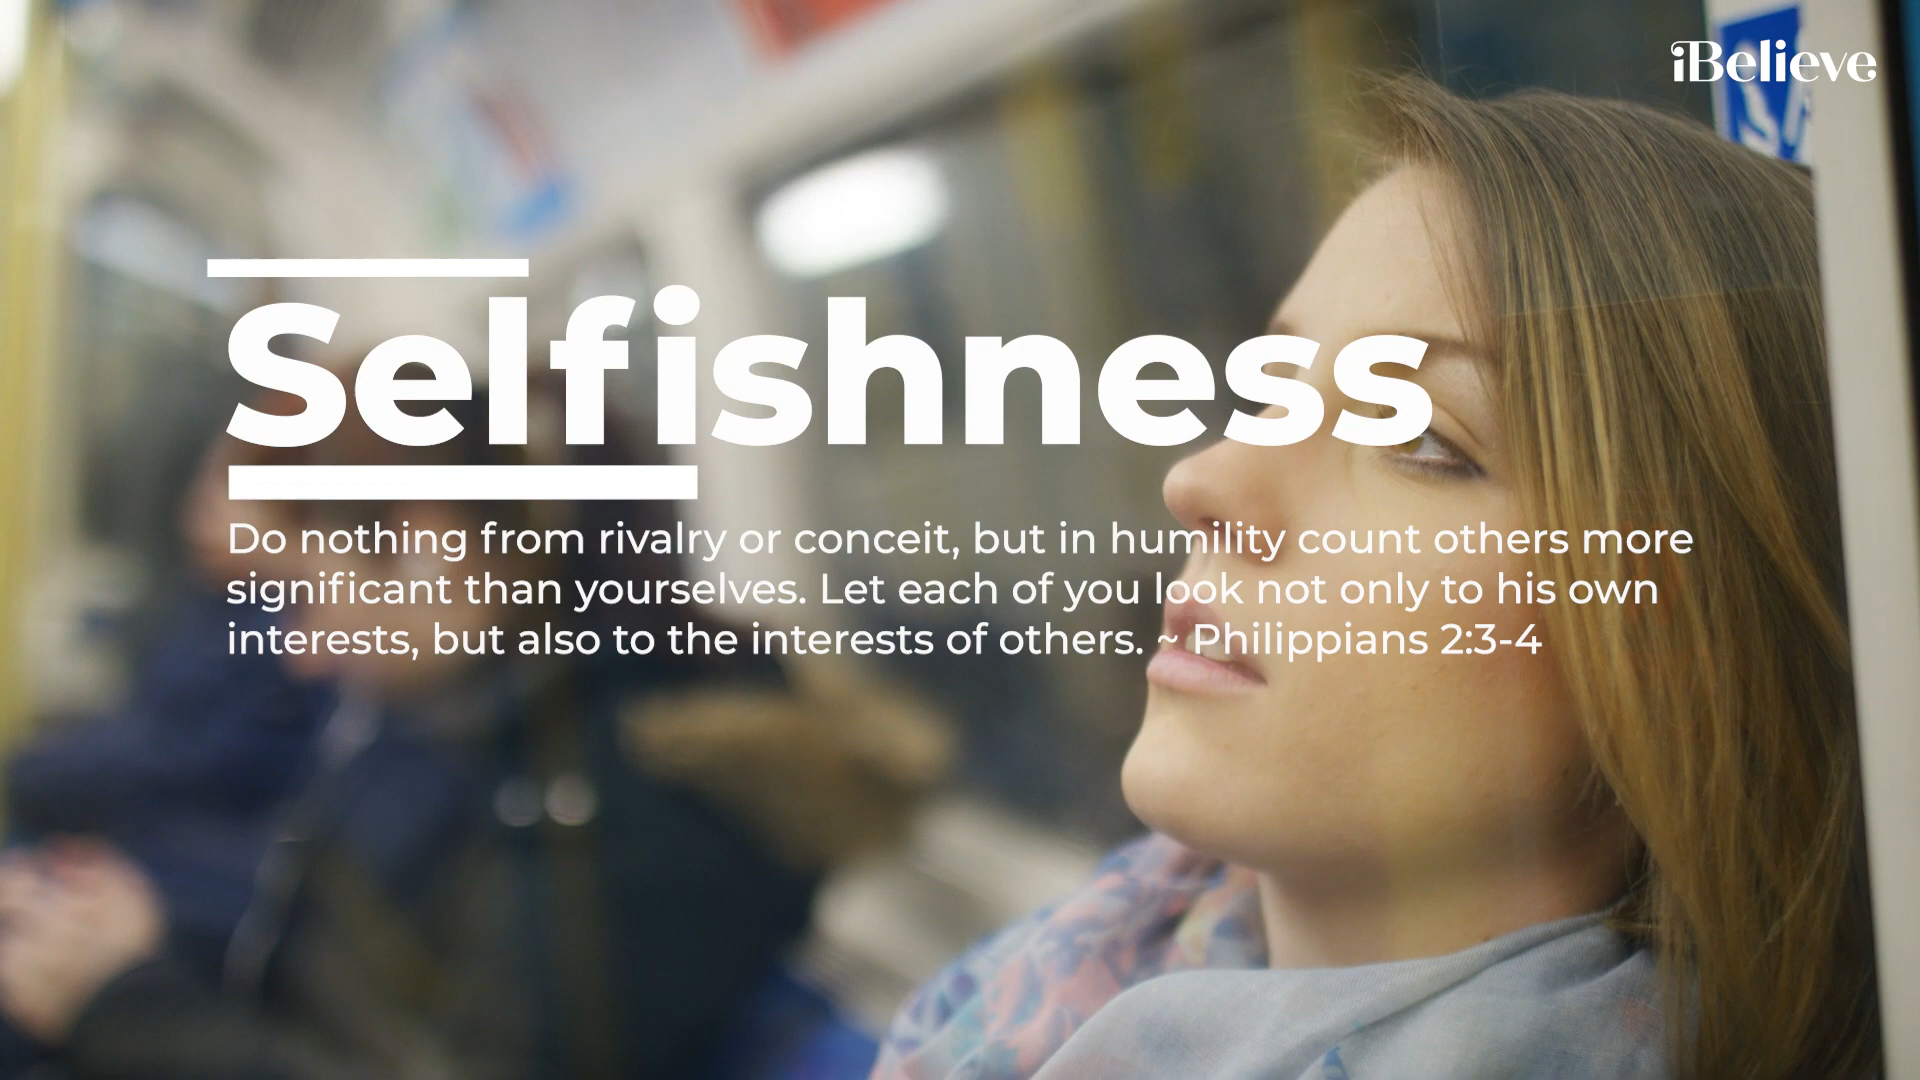 iBelieve
Selfishness
Do nothing from rivalry or conceit, but in humility count others more
significant than yourselves. Let each of you look not only to his own
interests, but also to the interests of others. ~ Philippians 2:3-4